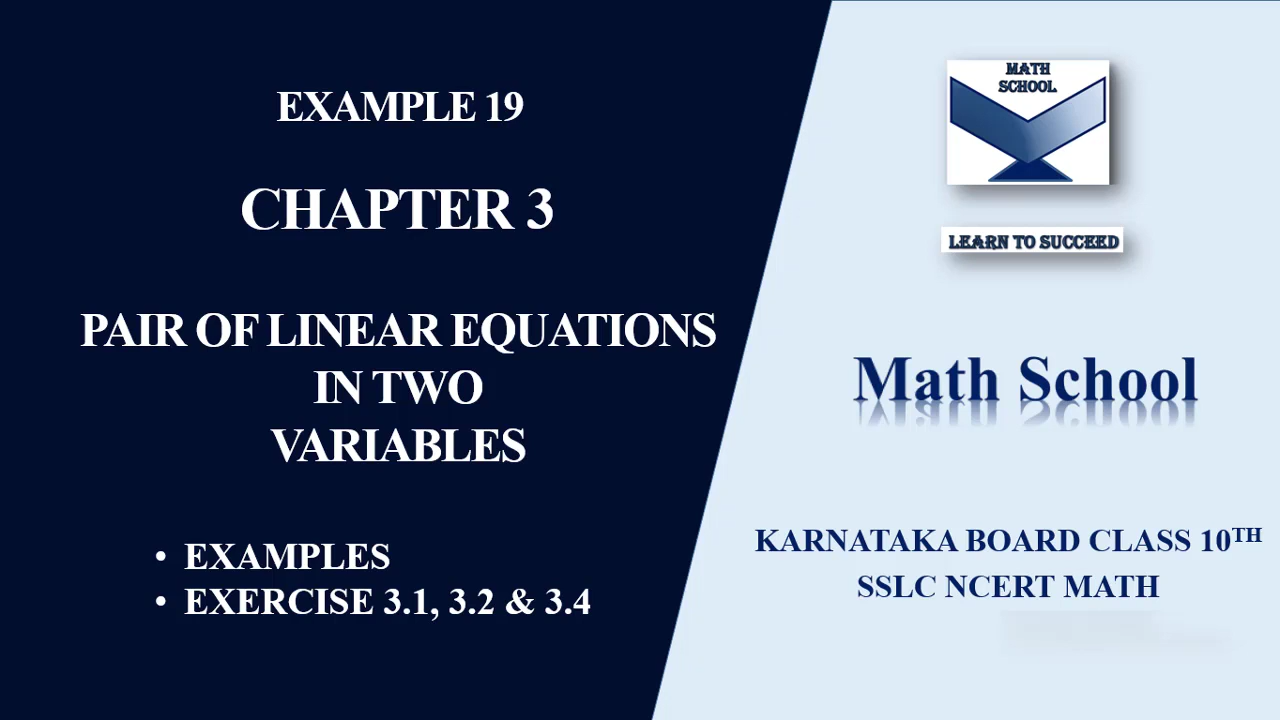 EXAMPLE 19
CHAPTER 3
PAIR OF LINEAR EQUATIONS
IN TWO
VARIABLES
• EXAMPLES
• EXERCISE 3.1, 3.2 & 3.4
MATH
SCHOOL
LEARN TO SUCCEED
Math School
KARNATAKA BOARD CLASS 10TH
SSLC NCERT MATH